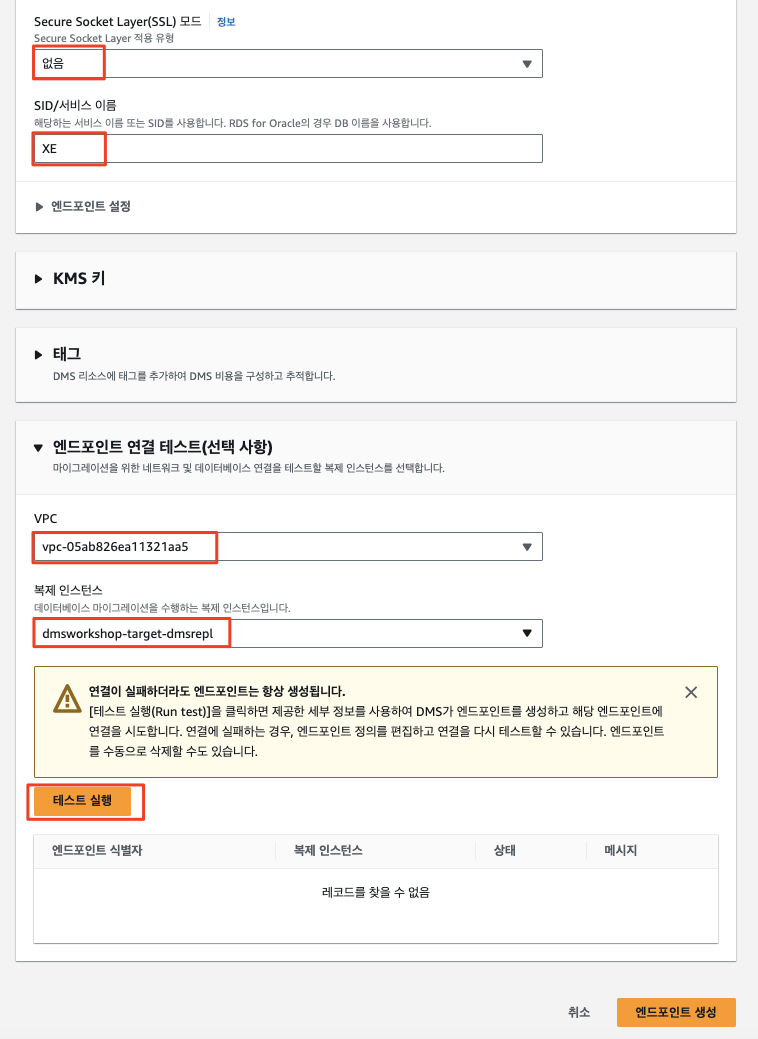 Secure Socket Layer(SSL) 모드 정보
Secure Socket Layer 적용 유형
없음
SID/서비스 이름
해당하는 서비스 이름 또는 SID를 사용합니다. RDS for Oracle의 경우 DB 이름을 사용합니다.
XE
엔드포인트 설정
KMS 키
태그
DMS 리소스에 태그를 추가하여 DMS 비용을 구성하고 추적합니다.
엔드포인트 연결 테스트(선택 사항)
마이그레이션을 위한 네트워크 및 데이터베이스 연결을 테스트할 복제 인스턴스를 선택합니다.
VPC
vpc-05ab826ea11321aa5
복제 인스턴스
데이터베이스 마이그레이션을 수행하는 복제 인스턴스입니다.
dmsworkshop-target-dmsrepl
연결이 실패하더라도 엔드포인트는 항상 생성됩니다.
[테스트 실행(Run test)]을 클릭하면 제공한 세부 정보를 사용하여 DMS가 엔드포인트를 생성하고 해당 엔드포인트에
연결을 시도합니다. 연결에 실패하는 경우, 엔드포인트 정의를 편집하고 연결을 다시 테스트할 수 있습니다. 엔드포인트
를 수동으로 삭제할 수도 있습니다.
테스트 실행
엔드포인트 식별자 복제 인스턴스 상태 메시지
레코드를 찾을 수 없음
취소 엔드포인트 생성